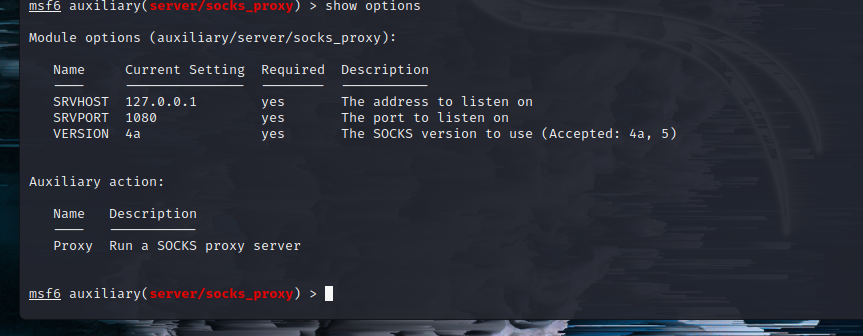 msf6 auxiliary(server/socks_proxy) > show options
Module options (auxiliary/server/socks_proxy):
Name Current Setting Required Description
---- --------------- -------- -----------
SRVHOST 127.0.0.1 yes The address to listen on
SRVPORT 1080 yes The port to listen on
VERSION 4a yes The SOCKS version to use (Accepted: 4a, 5)
Auxiliary action:
Name Description
---- -----------
Proxy Run a SOCKS proxy server
msf6 auxiliary(server/socks_proxy) >